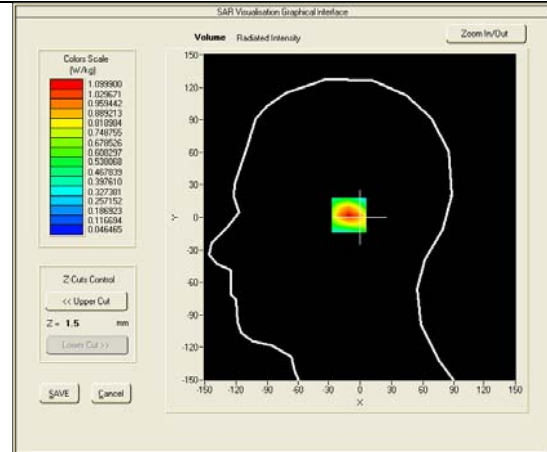 SAR Visualisation Graphical Interface
Volume Radiated Intensity
Zoom In/Out
Colors Scale
(W/kg)
1.099900
1.029671
0.959442
0.889213
0.818984
0.748755
0.678526
0.608297
0.538068
0.467839
0.397610
0.327381
0.257152
0.186923
0.116694
0.046465
Z-Cuts Control
<< Upper Cut
Z = 1.5 mm
Lower Cut >>
SAVE Cancel
150
120
90
60
30
0
-30
-60
-90
-120
-150
Y
-150 -120 -90 -60 -30 0 30 60 90 120 150
X